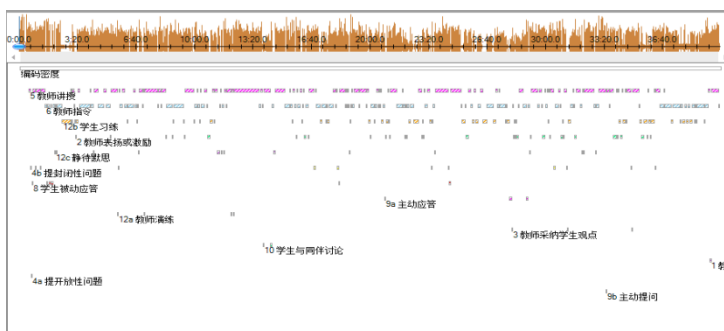 0:00.0 3:20.0 6:40.0 10:00.0 13:20.0 16:40.0 20:00.0 23:20.0 26:40.0 30:00.0 33:20.0 36:40.0
编码密度
5 教师讲授
6 教师指令
12b 学生习练
2 教师表扬或激励
12c 静待默思
4b 提封闭性问题
8 学生被动应答
9a 主动应答
12a 教师演练
3 教师采纳学生观点
10 学生与同伴讨论
1 教
4a 提开放性问题
9b 主动提问